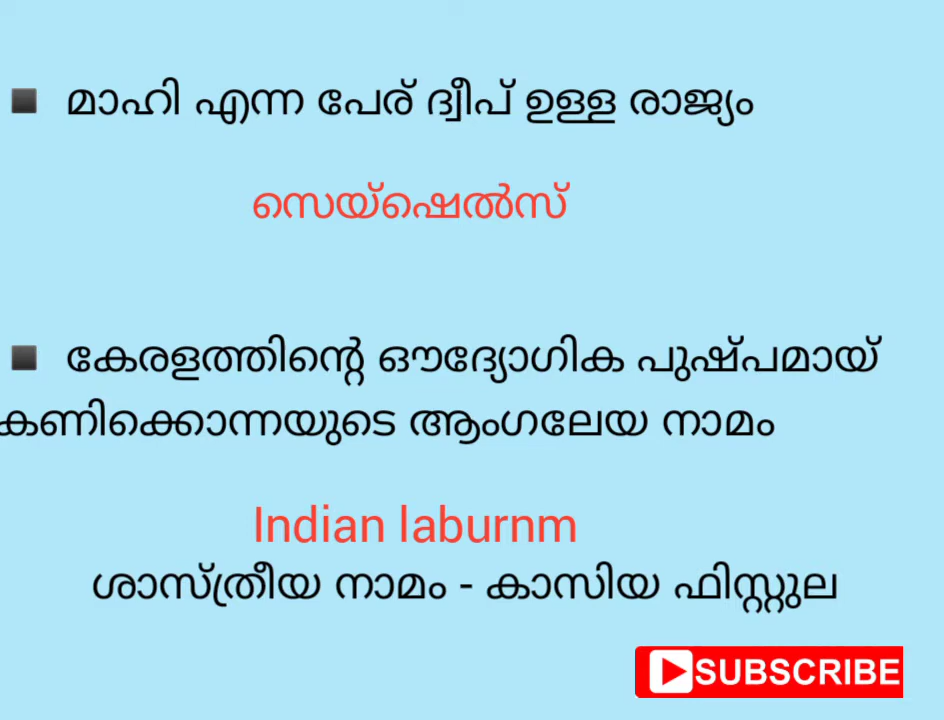 ▪ മാഹി എന്ന പേര് ദ്വീപ് ഉള്ള രാജ്യം
സെയ്ഷെൽസ്
▪ കേരളത്തിന്റെ ഔദ്യോഗിക പുഷ്പമായ്
കണിക്കൊന്നയുടെ ആംഗലേയ നാമം
Indian laburnm
ശാസ്ത്രീയ നാമം - കാസിയ ഫിസ്റ്റുല
SUBSCRIBE